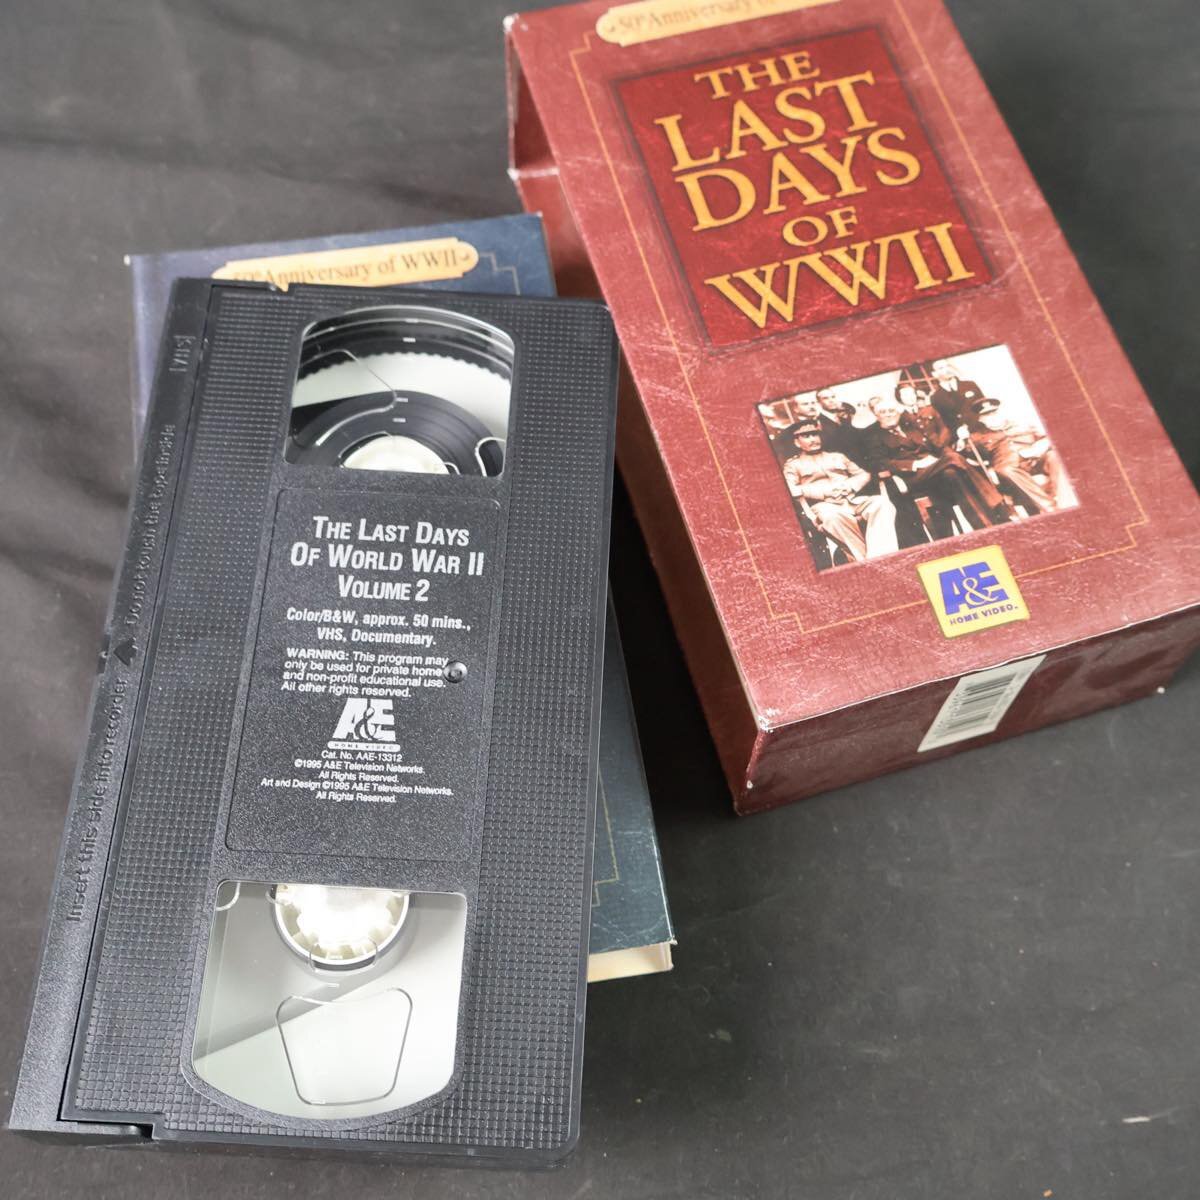 50th Anniversary of
THE
LAST
DAYS
OF
WWII
A&E
HOME VIDEO
Anniversary of WWII
VHS
Insert this side into recorder ▲ Do not touch the tape inside
THE LAST DAYS
OF WORLD WAR II
VOLUME 2
Color/B&W, approx. 50 mins.,
VHS, Documentary.
WARNING: This program may
only be used for private home
and non-profit educational use.
All other rights reserved.
A&E
HOME VIDEO
Cat. No. AAE-13312
©1995 A&E Television Networks.
All Rights Reserved.
Art and Design ©1995 A&E Television Networks.
All Rights Reserved.